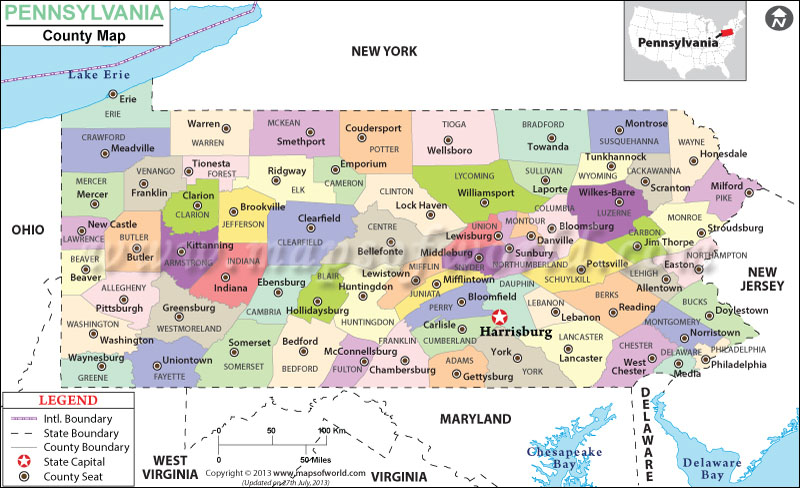 PENNSYLVANIA
County Map
NEW YORK
Pennsylvania
N
Lake Erie
Erie
ERIE
CRAWFORD
Meadville
Warren
WARREN
MCKEAN
Smethport
Coudersport
POTTER
TIOGA
Wellsboro
BRADFORD
Towanda
Montrose
SUSQUEHANNA
WAYNE
Honesdale
VENANGO
Franklin
Tionesta
FOREST
Ridgway
ELK
Emporium
CAMERON
LYCOMING
Williamsport
SULLIVAN
Laporte
Tunkhannock
WYOMING
LACKAWANNA
Scranton
Milford
PIKE
MERCER
Mercer
Clarion
CLARION
Brookville
JEFFERSON
Clearfield
CLEARFIELD
CLINTON
Lock Haven
CENTRE
Bellefonte
COLUMBIA
Bloomsburg
Wilkes-Barre
LUZERNE
MONROE
Stroudsburg
OHIO
New Castle
LAWRENCE
BUTLER
Butler
Kittanning
ARMSTRONG
INDIANA
Indiana
UNION
Lewisburg
MONTOUR
Danville
CARBON
Jim Thorpe
BEAVER
Beaver
Middleburg
SNYDER
Sunbury
NORTHUMBERLAND
Pottsville
SCHUYLKILL
NORTHAMPTON
Easton
LEHIGH
Allentown
NEW
JERSEY
ALLEGHENY
Pittsburgh
Greensburg
WESTMORELAND
Ebensburg
CAMBRIA
BLAIR
Hollidaysburg
Huntingdon
HUNTINGDON
Lewistown
MIFFLIN
JUNIATA
Mifflintown
Bloomfield
PERRY
DAUPHIN
Harrisburg
LEBANON
Lebanon
BERKS
Reading
BUCKS
Doylestown
MONTGOMERY
Norristown
WASHINGTON
Washington
Waynesburg
GREENE
Uniontown
FAYETTE
Somerset
SOMERSET
Bedford
BEDFORD
McConnellsburg
FULTON
FRANKLIN
Chambersburg
Carlisle
CUMBERLAND
ADAMS
Gettysburg
York
YORK
LANCASTER
Lancaster
CHESTER
West
Chester
DELAWARE
Media
PHILADELPHIA
Philadelphia
LEGEND
Intl. Boundary
State Boundary
County Boundary
State Capital
County Seat
0 50 100 Km
0 50 Miles
Copyright © 2013 www.mapsofworld.com
(Updated on 27th July, 2013)
WEST
VIRGINIA
VIRGINIA
MARYLAND
DELAWARE
Chesapeake
Bay
Delaware
Bay